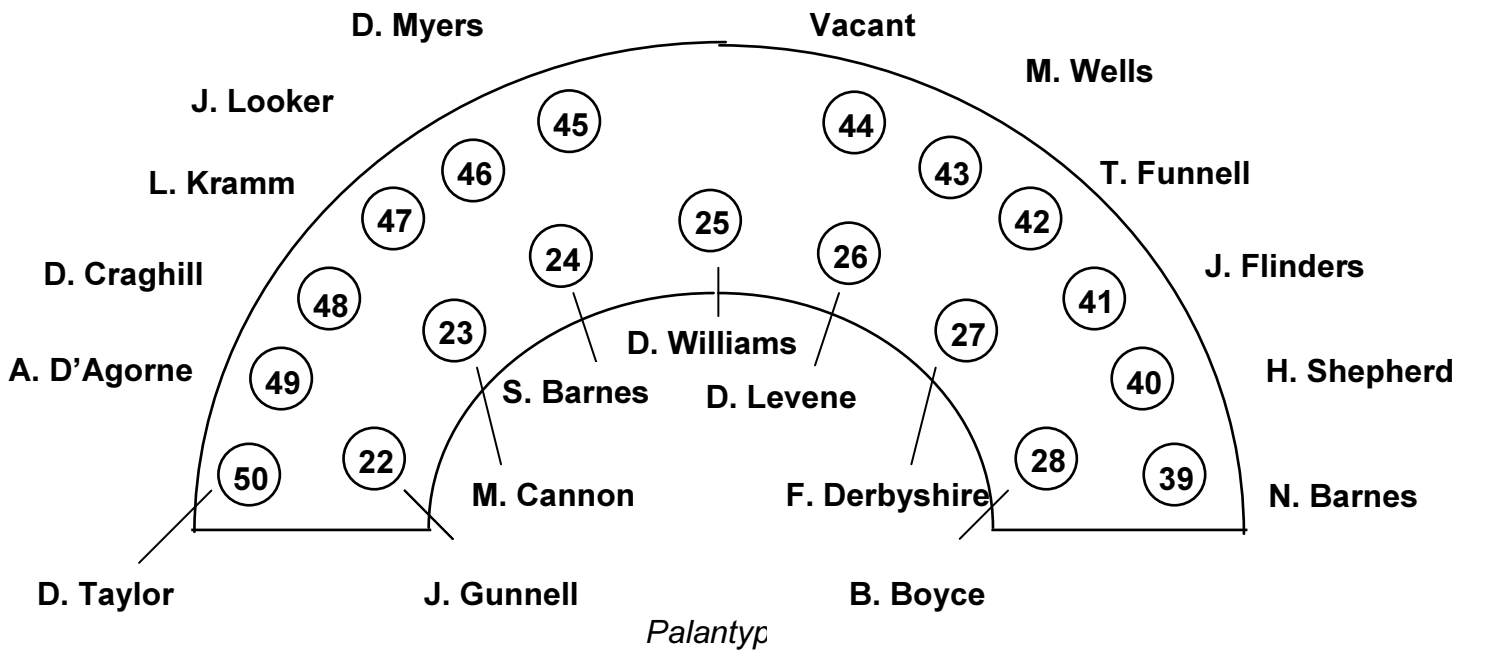 D. Myers
Vacant
M. Wells
J. Looker
45
44
46
43
T. Funnell
L. Kramm
47
42
25
24
26
D. Craghill
J. Flinders
48
41
23
27
D. Williams
A. D’Agorne
49
40
H. Shepherd
S. Barnes
D. Levene
50
22
28
39
M. Cannon
F. Derbyshire
N. Barnes
D. Taylor
J. Gunnell
B. Boyce
Palantyp